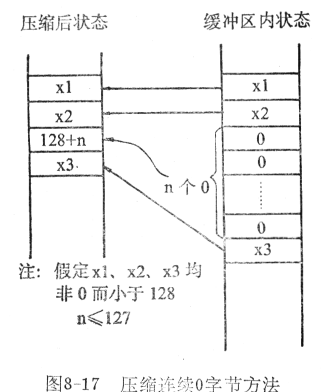 压缩后状态
缓冲区内状态
x1
x2
128+n
x3
x1
x2
0
0
0
x3
n 个 0
注：假定x1、x2、x3 均
非 0 而小于 128
n≤127
图8-17 压缩连续0字节方法